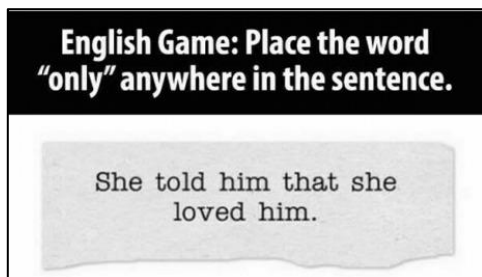 English Game: Place the word
“only” anywhere in the sentence.
She told him that she
loved him.